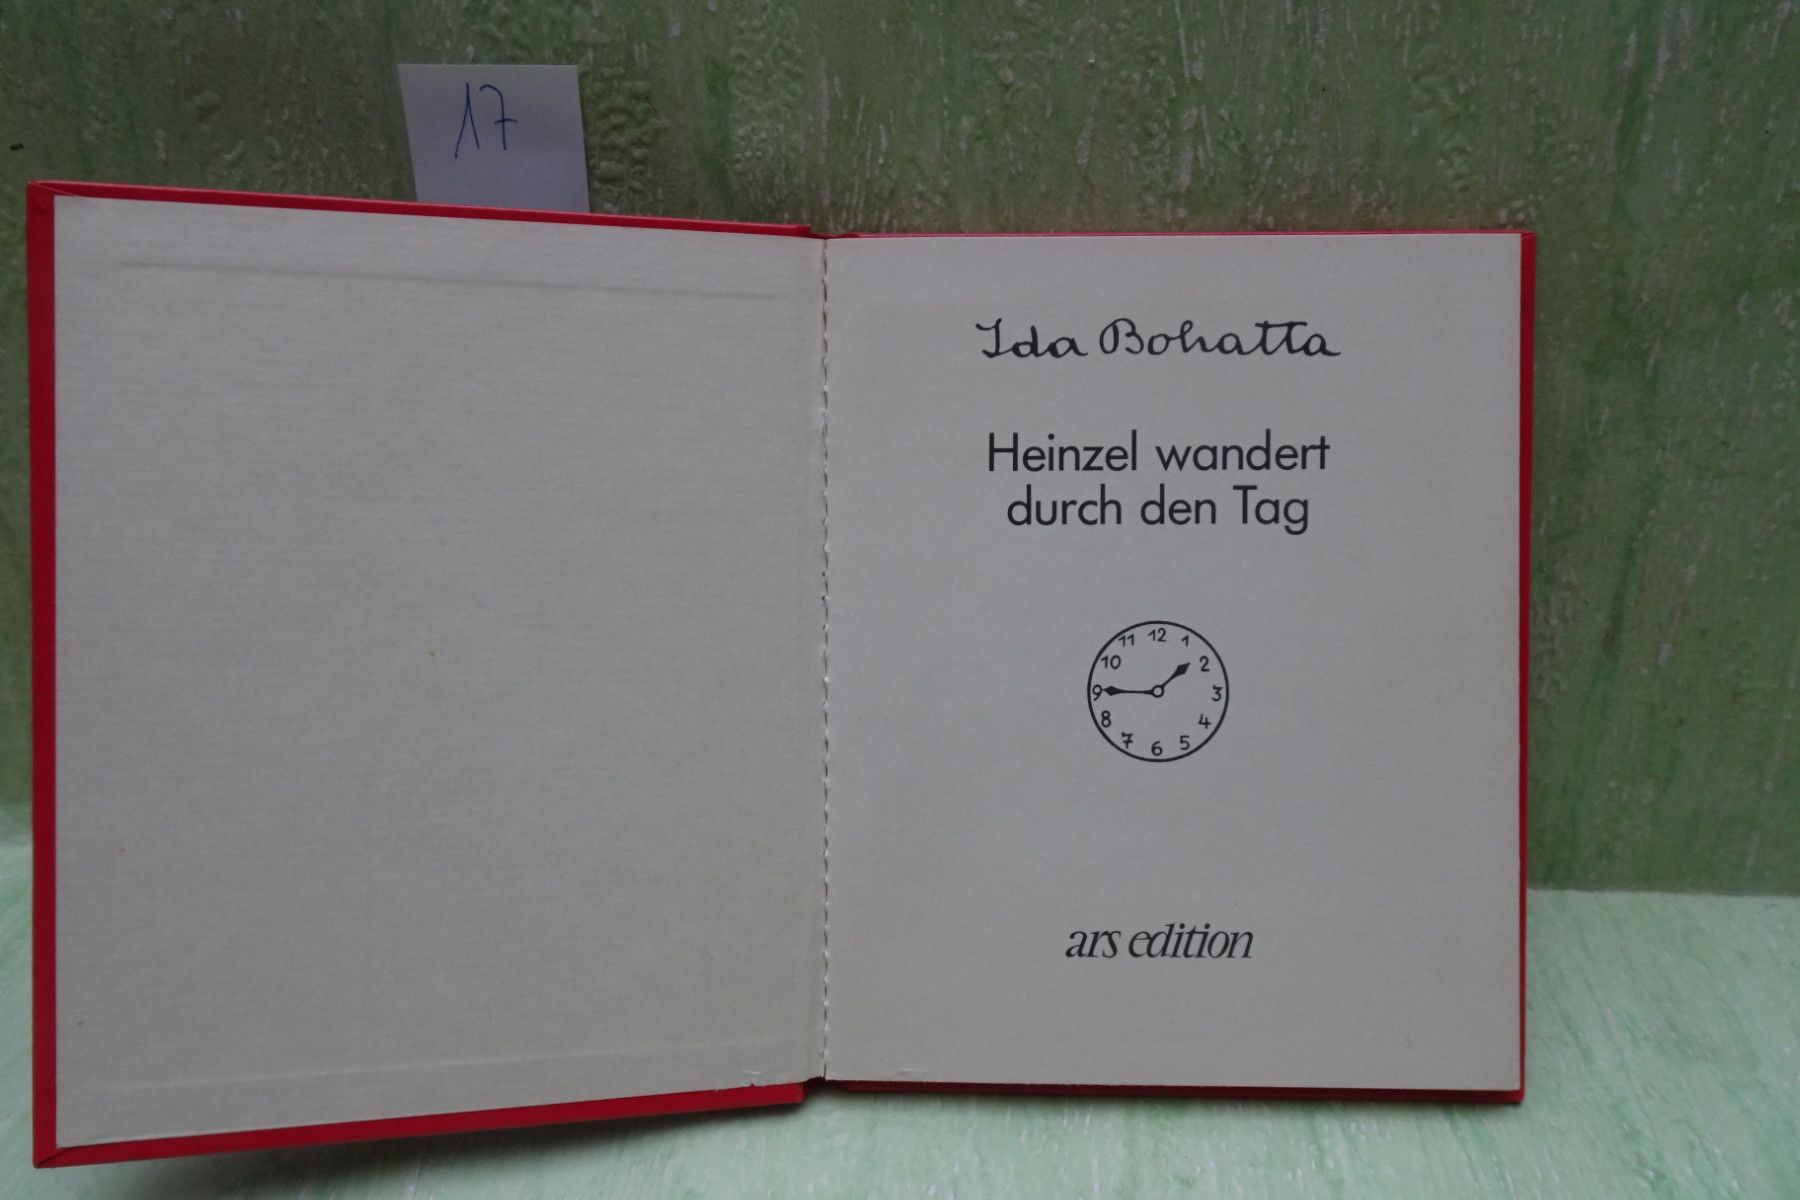 17
Ida Bohatta
Heinzel wandert
durch den Tag
11 12 1
10 2
9 3
8 4
7 6 5
ars edition